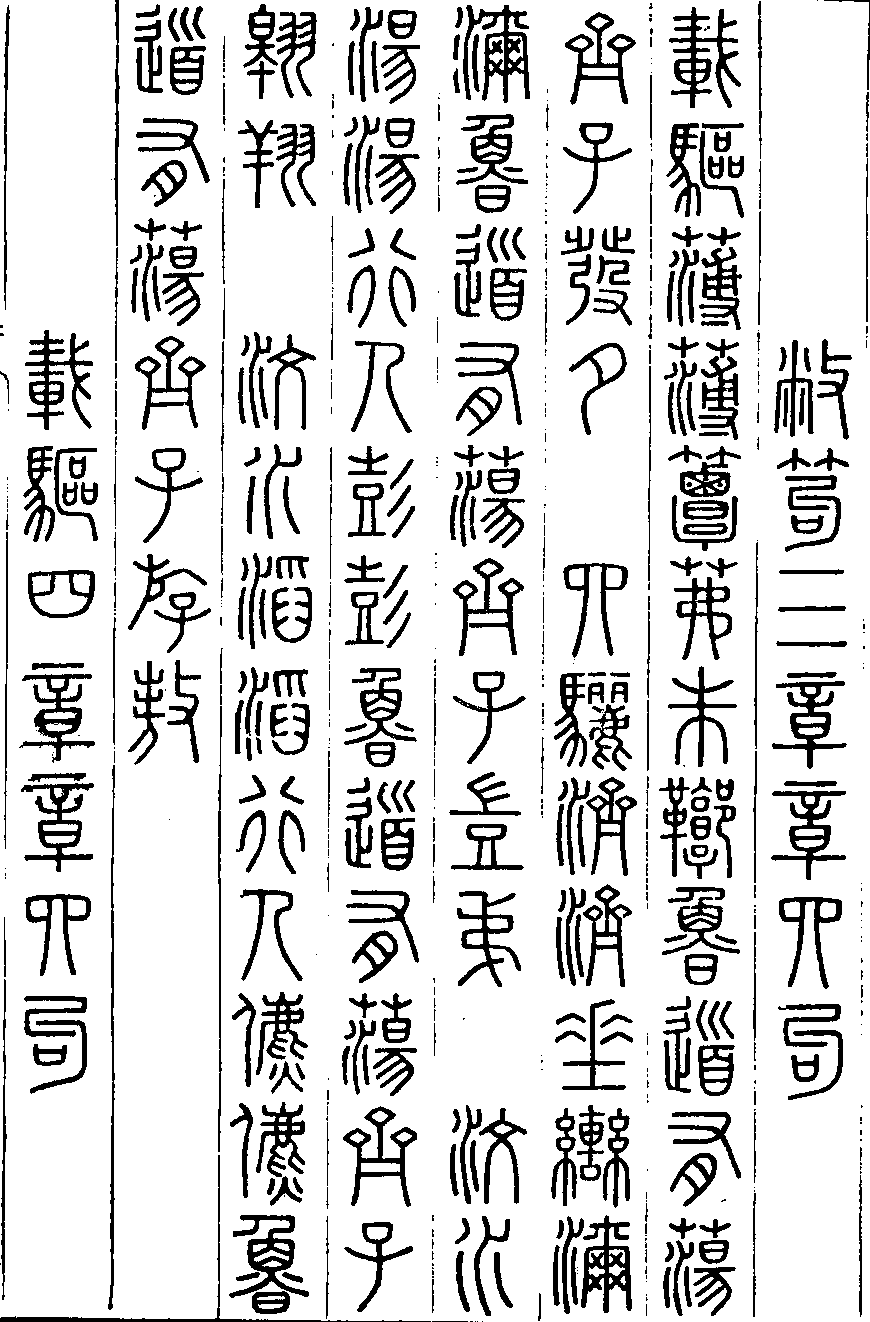 敝笱三章章四句
載驅薄薄簟茀朱鞹魯道有蕩
齊子發夕　四驪濟濟垂轡濔
濔魯道有蕩齊子豈弟　汶水
湯湯行人彭彭魯道有蕩齊子
翱翔　汶水滔滔行人儦儦魯
道有蕩齊子斿敖
載驅四章章四句